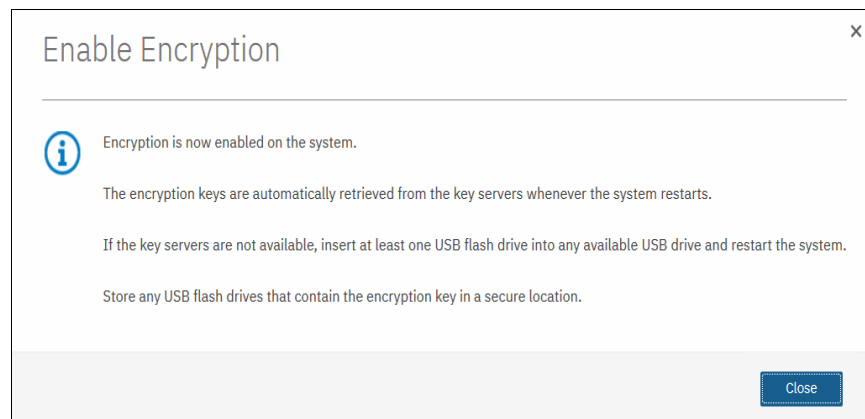 Enable Encryption
Encryption is now enabled on the system.
The encryption keys are automatically retrieved from the key servers whenever the system restarts.
If the key servers are not available, insert at least one USB flash drive into any available USB drive and restart the system.
Store any USB flash drives that contain the encryption key in a secure location.
Close